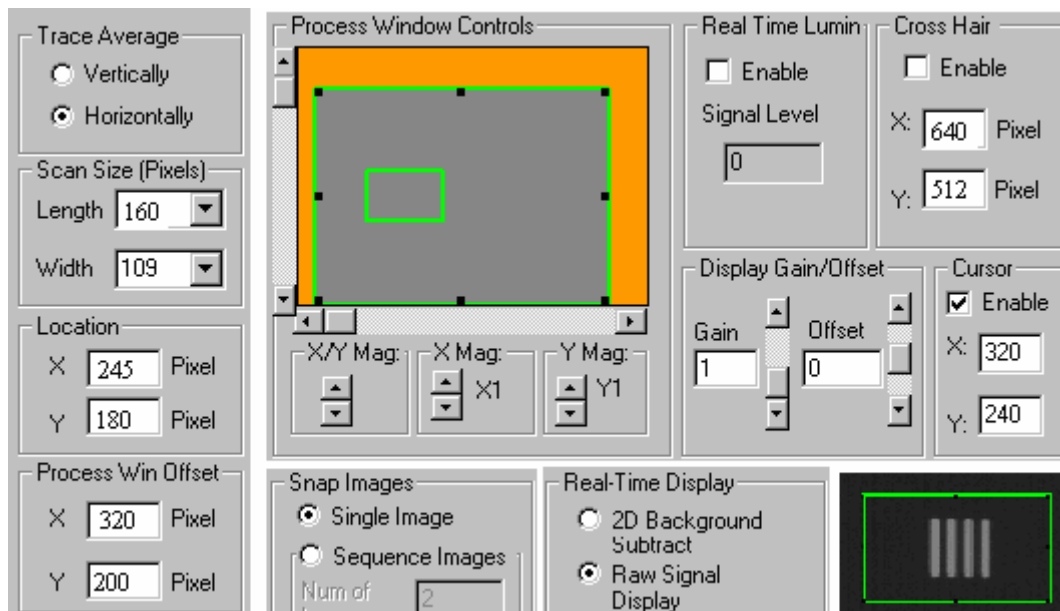 Trace Average
Vertically
Horizontally
Scan Size (Pixels)
Length 160
Width 109
Location
X 245 Pixel
Y 180 Pixel
Process Win Offset
X 320 Pixel
Y 200 Pixel
Process Window Controls
X/Y Mag:
X Mag:
X1
Y Mag:
Y1
Real Time Lumin
Enable
Signal Level
0
Cross Hair
Enable
X: 640 Pixel
Y: 512 Pixel
Display Gain/Offset
Gain Offset
1 0
Cursor
Enable
X: 320
Y: 240
Snap Images
Single Image
Sequence Images
Num of
2
Real-Time Display
2D Background
Subtract
Raw Signal
Display